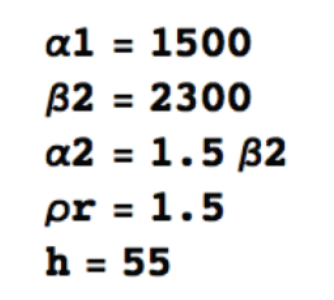 α1 = 1500
β2 = 2300
α2 = 1.5 β2
ρr = 1.5
h = 55